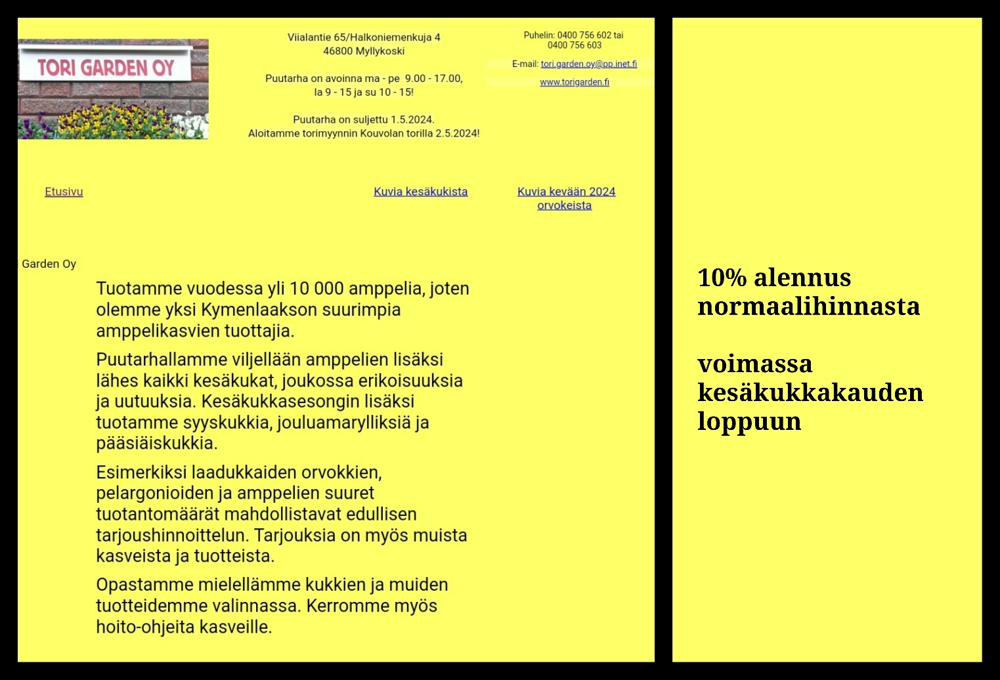 TORI GARDEN OY
Viialantie 65/Halkoniemenkuja 4
46800 Myllykoski
Puutarha on avoinna ma - pe 9.00 - 17.00,
la 9 - 15 ja su 10 - 15!
Puutarha on suljettu 1.5.2024.
Aloitamme torimyynnin Kouvolan torilla 2.5.2024!
Puhelin: 0400 756 602 tai
0400 756 603
E-mail: tori.garden.oy@pp.inet.fi
www.torigarden.fi
Etusivu
Kuvia kesäkukista
Kuvia kevään 2024
orvokeista
Garden Oy
Tuotamme vuodessa yli 10 000 amppelia, joten
olemme yksi Kymenlaakson suurimpia
amppelikasvien tuottajia.
Puutarhallamme viljellään amppelien lisäksi
lähes kaikki kesäkukat, joukossa erikoisuuksia
ja uutuuksia. Kesäkukkasesongin lisäksi
tuotamme syyskukkia, jouluamarylliksiä ja
pääsiäiskukkia.
Esimerkiksi laadukkaiden orvokkien,
pelargonioiden ja amppelien suuret
tuotantomäärät mahdollistavat edullisen
tarjoushinnoittelun. Tarjouksia on myös muista
kasveista ja tuotteista.
Opastamme mielellämme kukkien ja muiden
tuotteidemme valinnassa. Kerromme myös
hoito-ohjeita kasveille.
10% alennus
normaalihinnasta
voimassa
kesäkukkakauden
loppuun